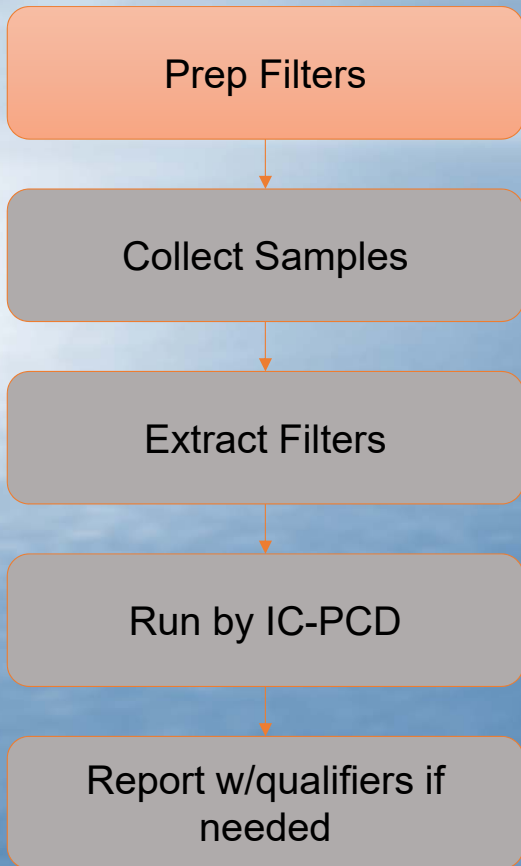 Prep Filters
Collect Samples
Extract Filters
Run by IC-PCD
Report w/qualifiers if
needed